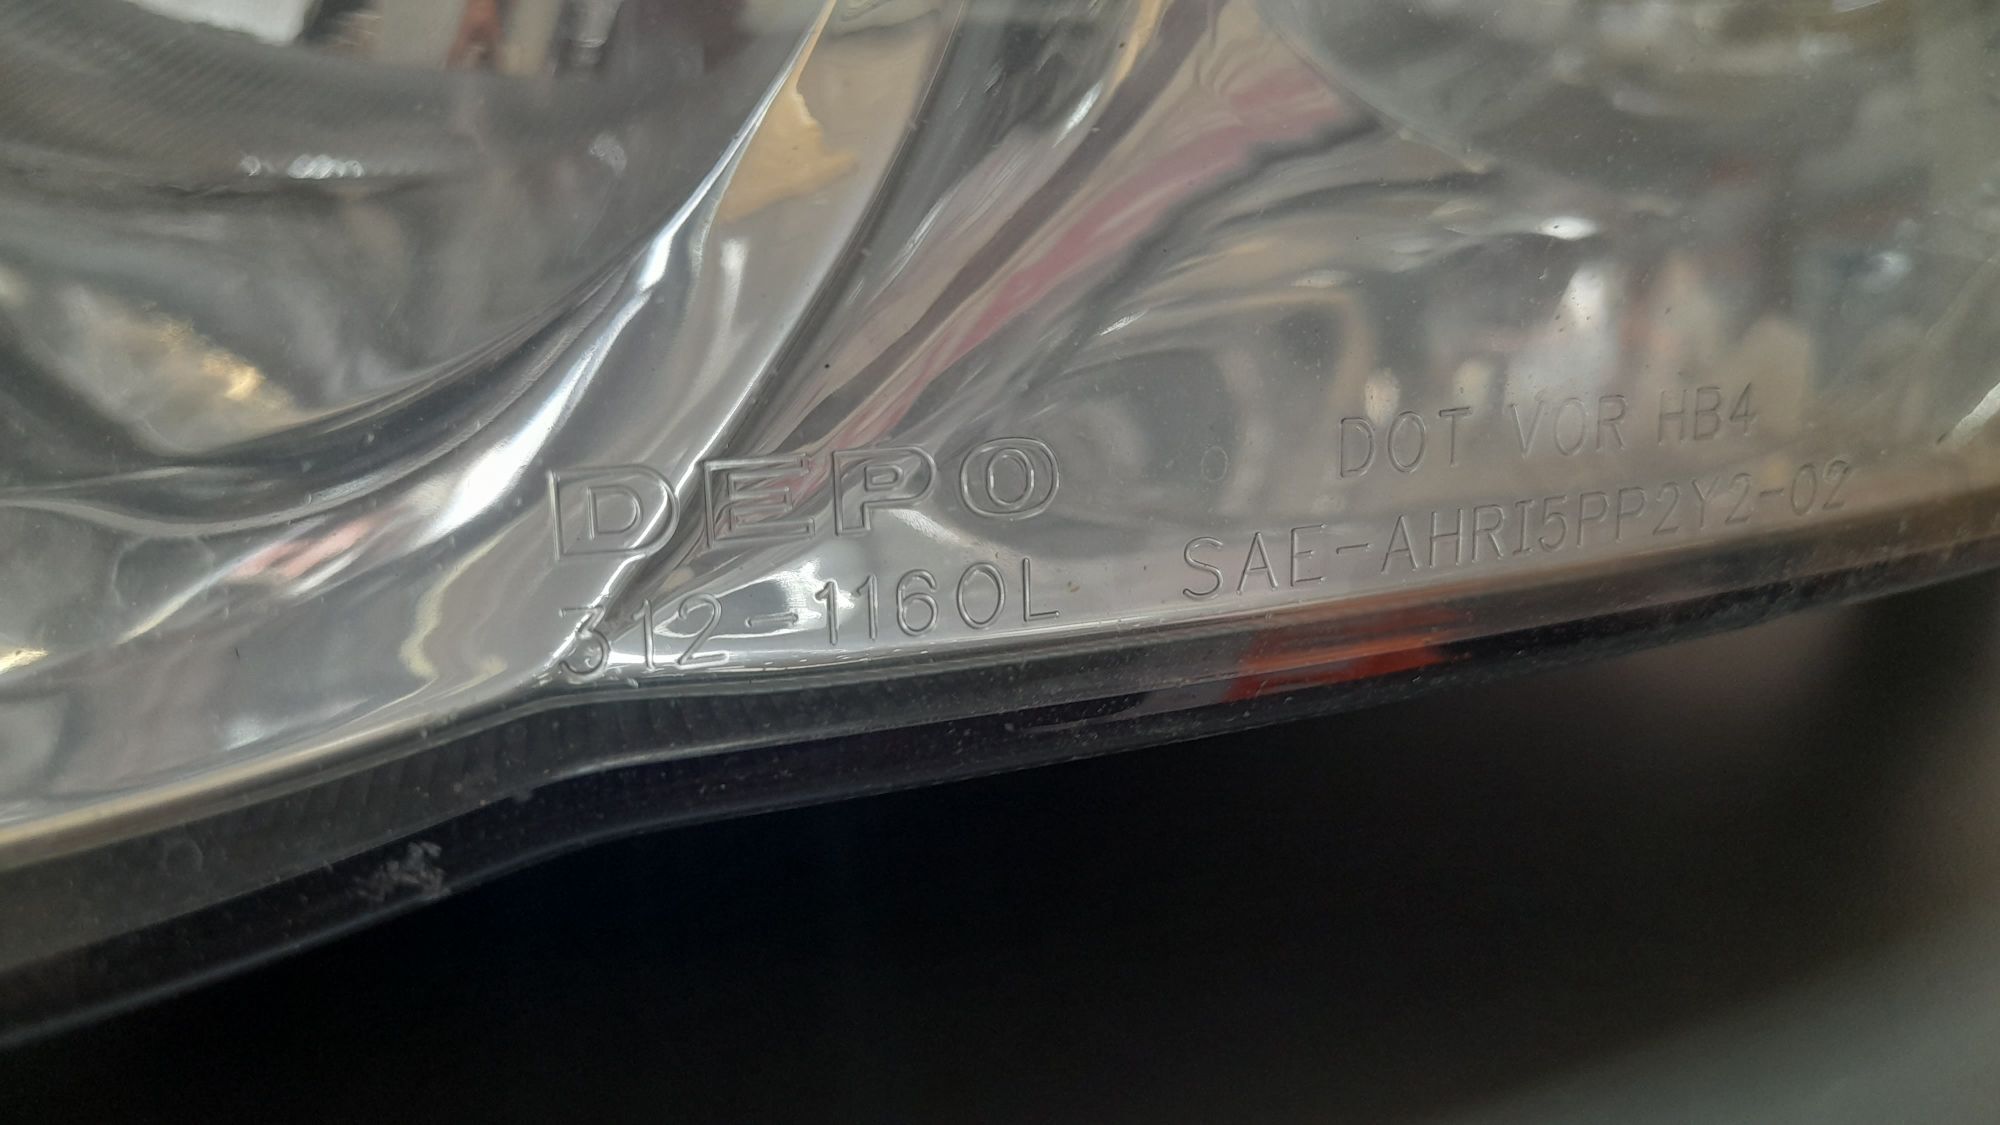 DEPO
312-1160L
DOT VOR HB4
SAE-AHRI5PP2Y2-02